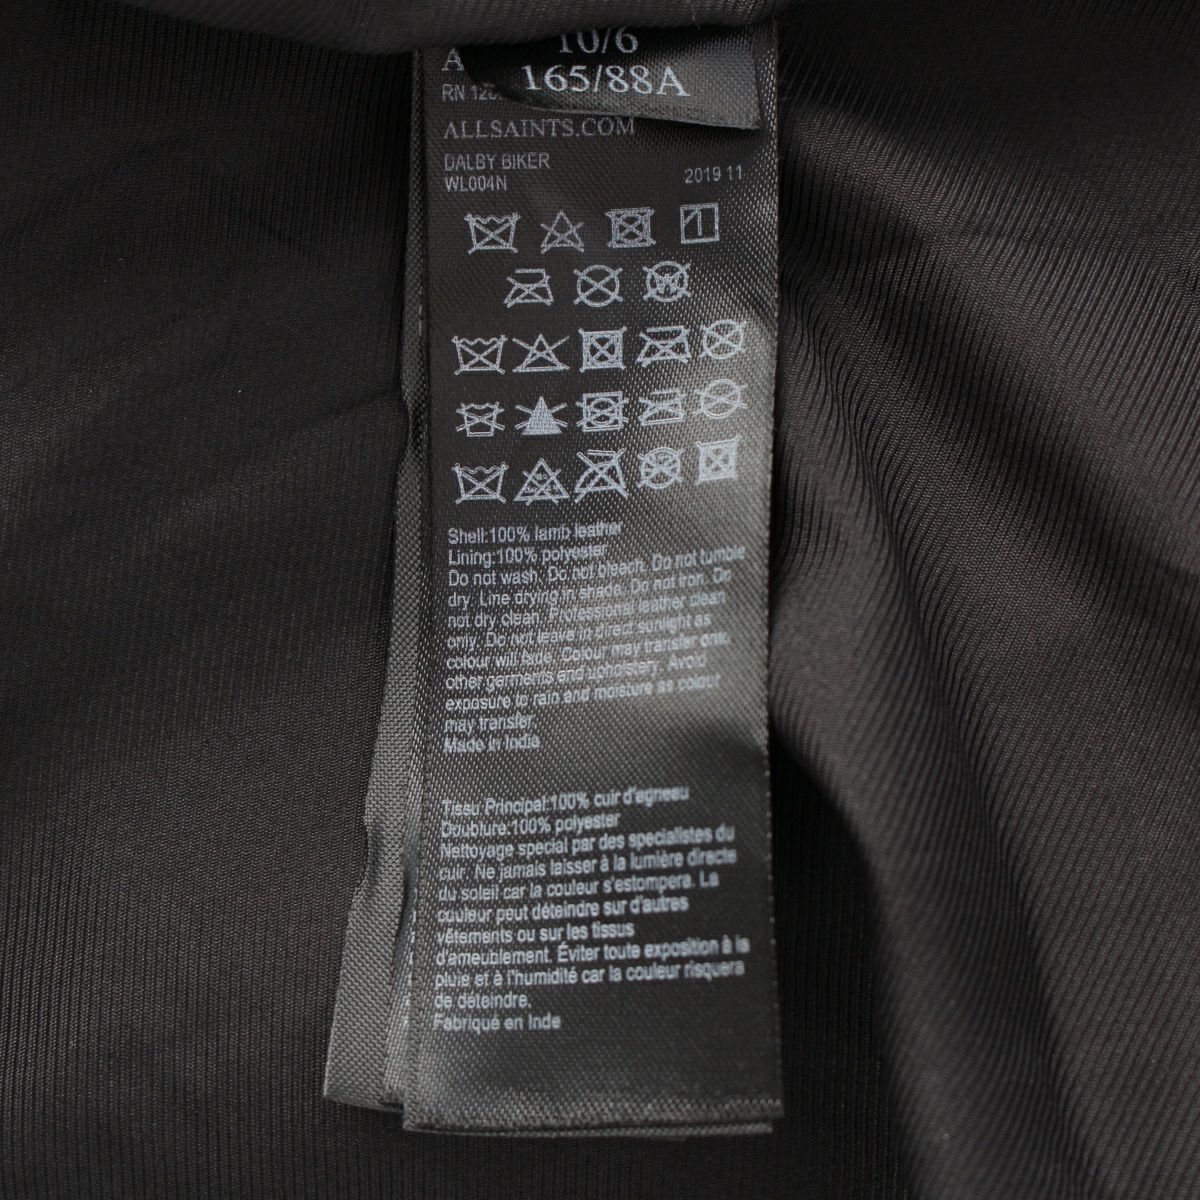 10/6
165/88A
A
RN
ALLSAINTS.COM
DALBY BIKER
WL004N
2019 11
Shell:100% lamb leather
Lining:100% polyester
Do not wash. Do not bleach. Do not tumble
dry. Line drying in shade. Do not iron. Do
not dry clean. Professional leather clean
only. Do not leave in direct sunlight as
colour will fade. Colour may transfer onto
other garments and upholstery. Avoid
exposure to rain and moisture as colour
may transfer.
Made in India
Tissu Principal:100% cuir d'agneau
Doublure:100% polyester
Nettoyage special par des specialistes du
cuir. Ne jamais laisser à la lumière directe
du soleil car la couleur s'estompera. La
couleur peut déteindre sur d'autres
vêtements ou sur les tissus
d'ameublement. Éviter toute exposition à la
pluie et à l'humidité car la couleur risquera
de déteindre.
Fabriqué en Inde